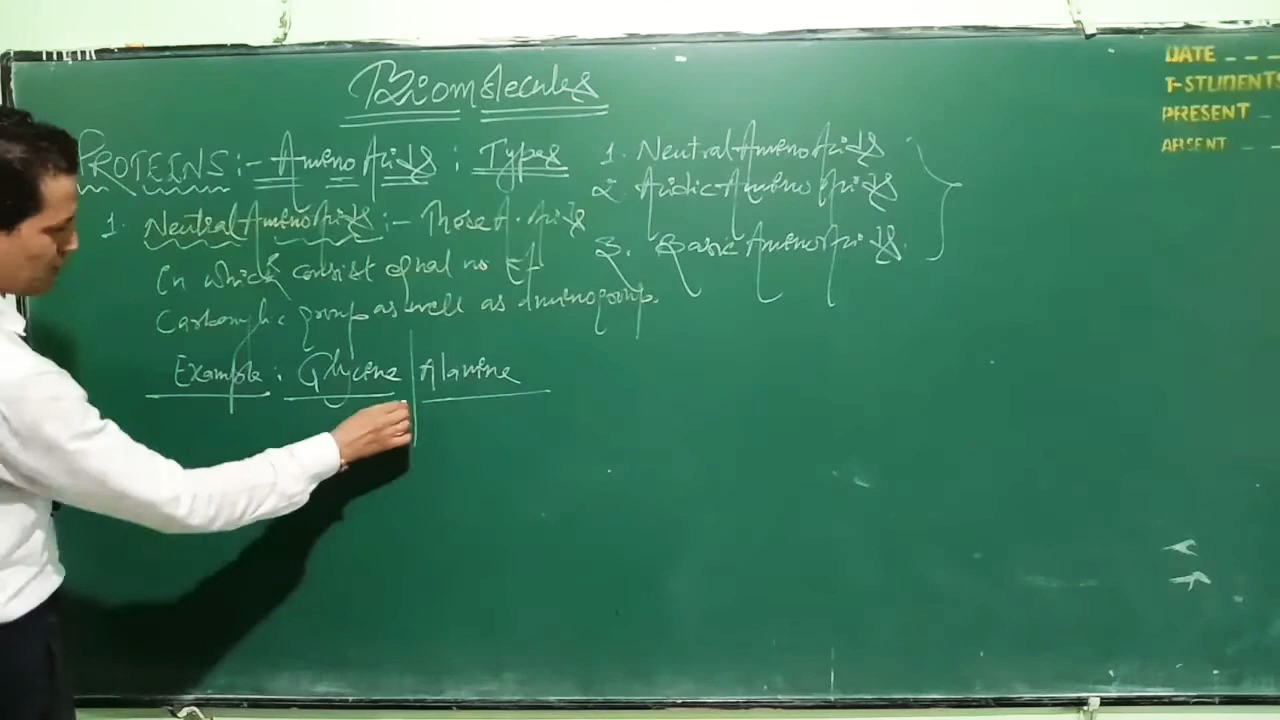 Biomolecules
PROTEINS :- Amino Acids : Types
1. Neutral Amino Acids
2. Acidic Amino Acids
3. Basic Amino Acids.
1. Neutral Amino Acids :- Those A. Acids
In which consist equal no of
Carboxylic group as well as Amino group.
Example : Glycine | Alanine
DATE _ _ _
T-STUDENTS
PRESENT _
ABSENT _ _